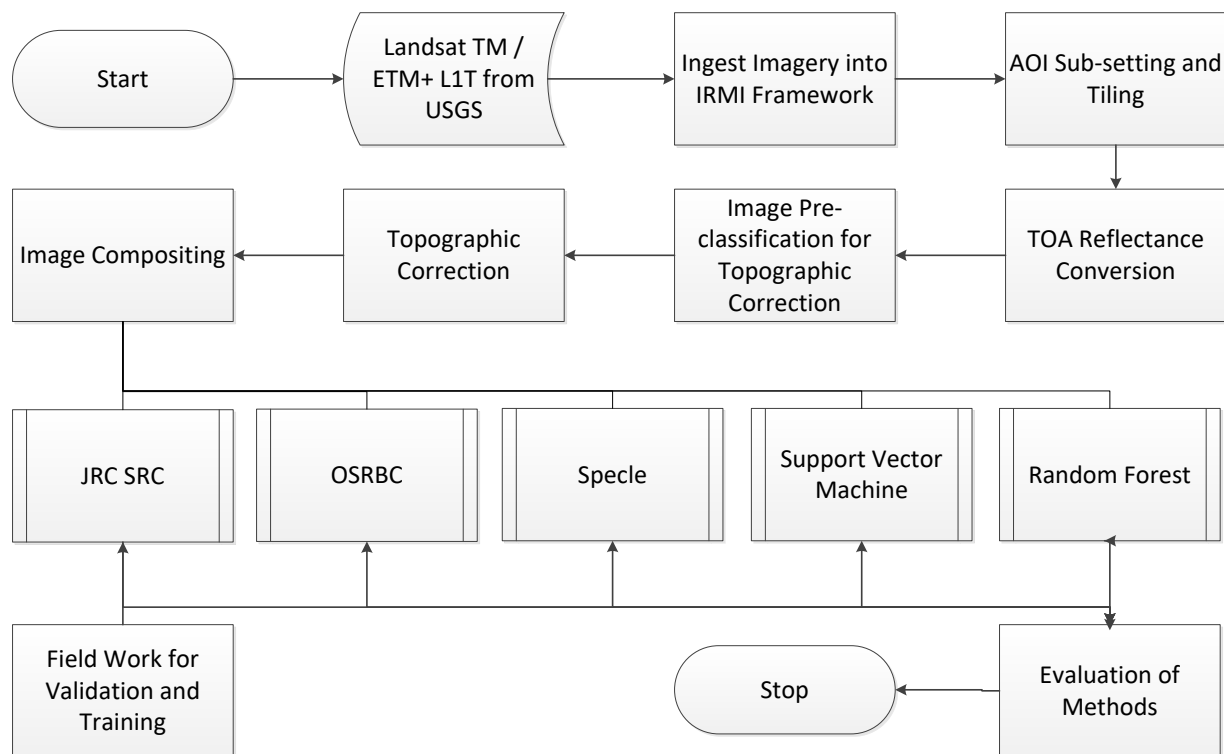 Start
Landsat TM /
ETM+ L1T from
USGS
Ingest Imagery into
IRMI Framework
AOI Sub-setting and
Tiling
Image Compositing
Topographic
Correction
Image Pre-
classification for
Topographic
Correction
TOA Reflectance
Conversion
JRC SRC
OSRBC
Specle
Support Vector
Machine
Random Forest
Field Work for
Validation and
Training
Stop
Evaluation of
Methods